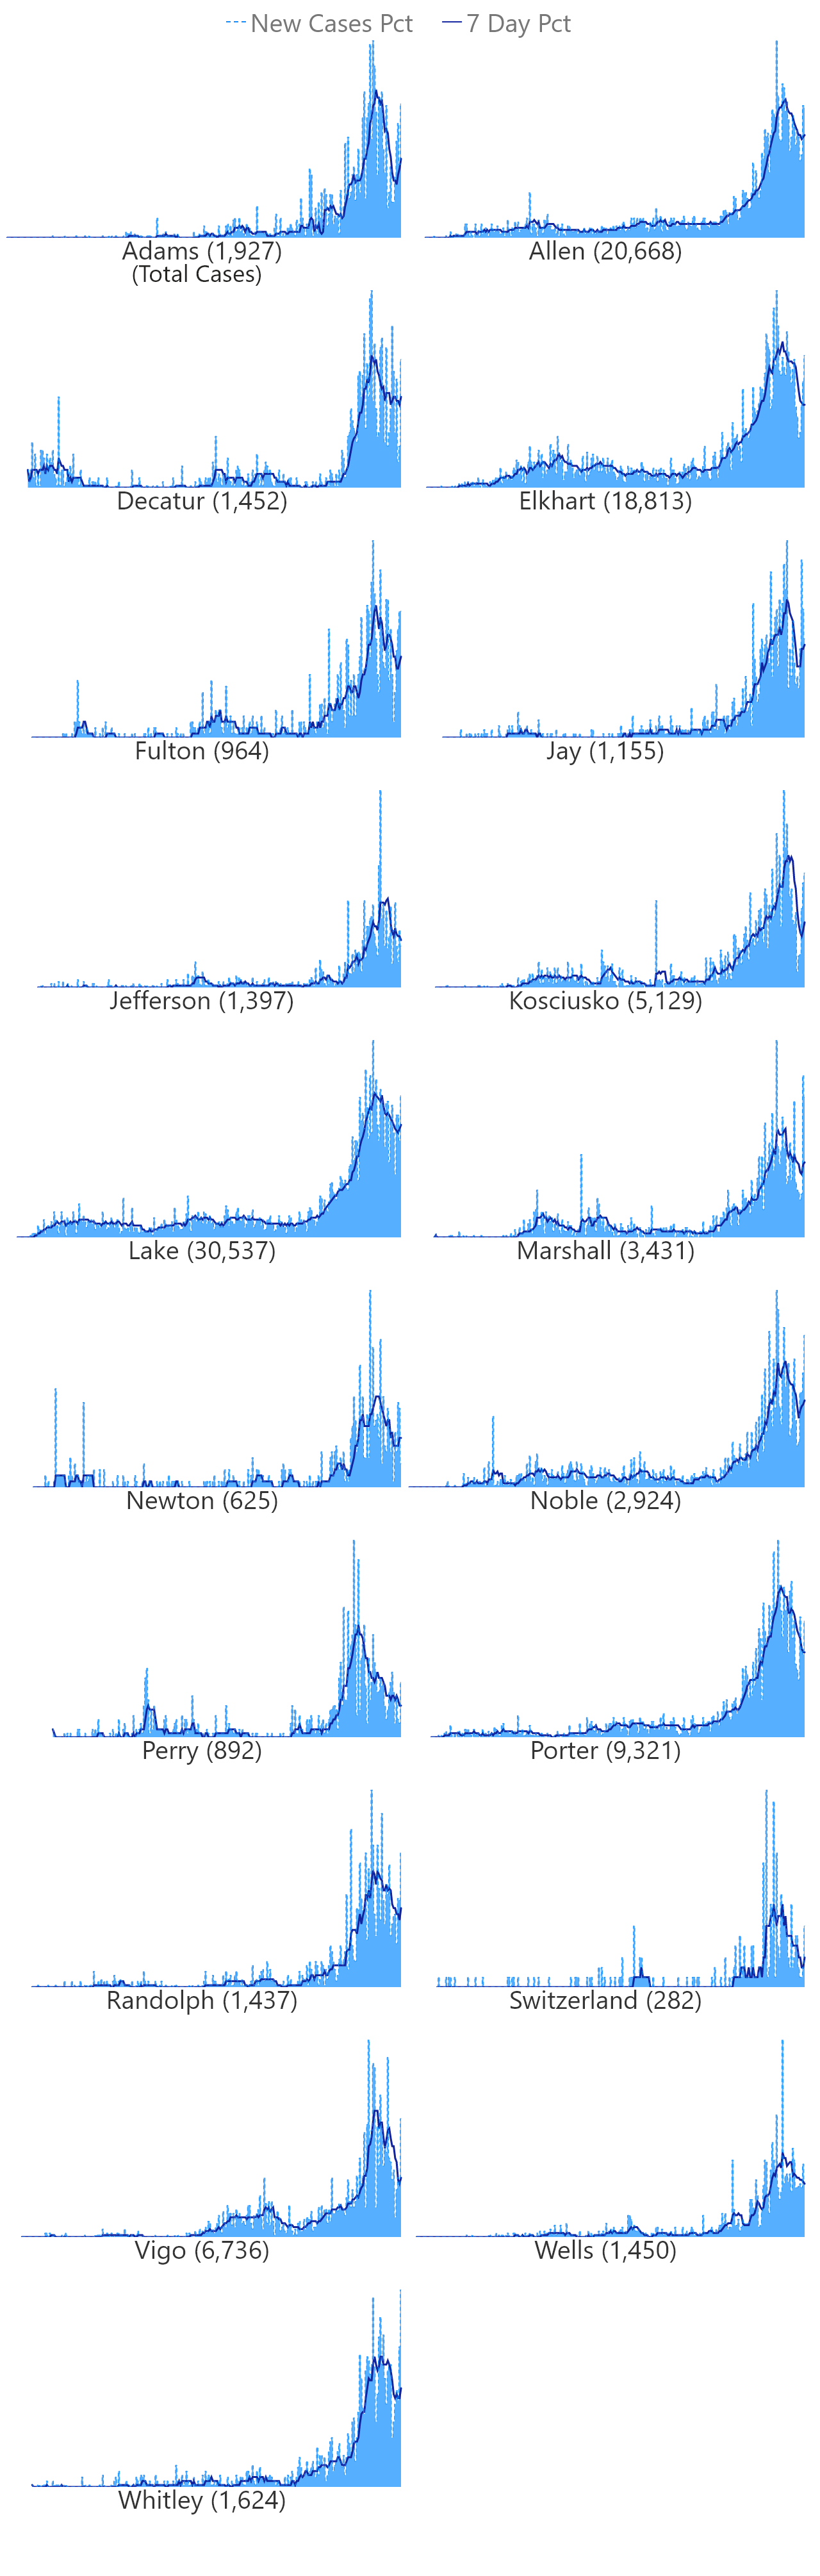 New Cases Pct 7 Day Pct
Adams (1,927) Allen (20,668)
(Total Cases)
Decatur (1,452) Elkhart (18,813)
Fulton (964) Jay (1,155)
Jefferson (1,397) Kosciusko (5,129)
Lake (30,537) Marshall (3,431)
Newton (625) Noble (2,924)
Perry (892) Porter (9,321)
Randolph (1,437) Switzerland (282)
Vigo (6,736) Wells (1,450)
Whitley (1,624)